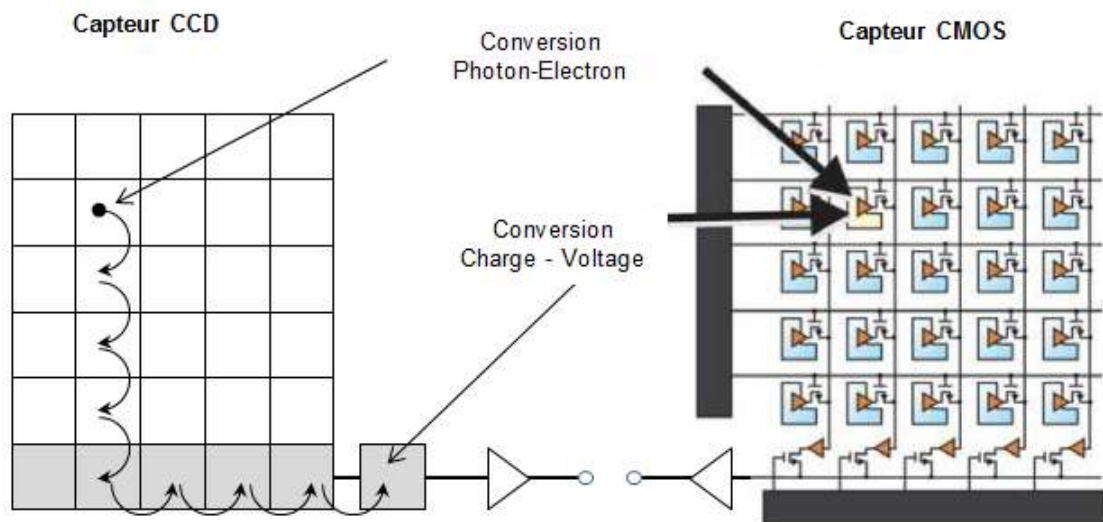 Capteur CCD
Conversion
Photon-Electron
Capteur CMOS
Conversion
Charge - Voltage